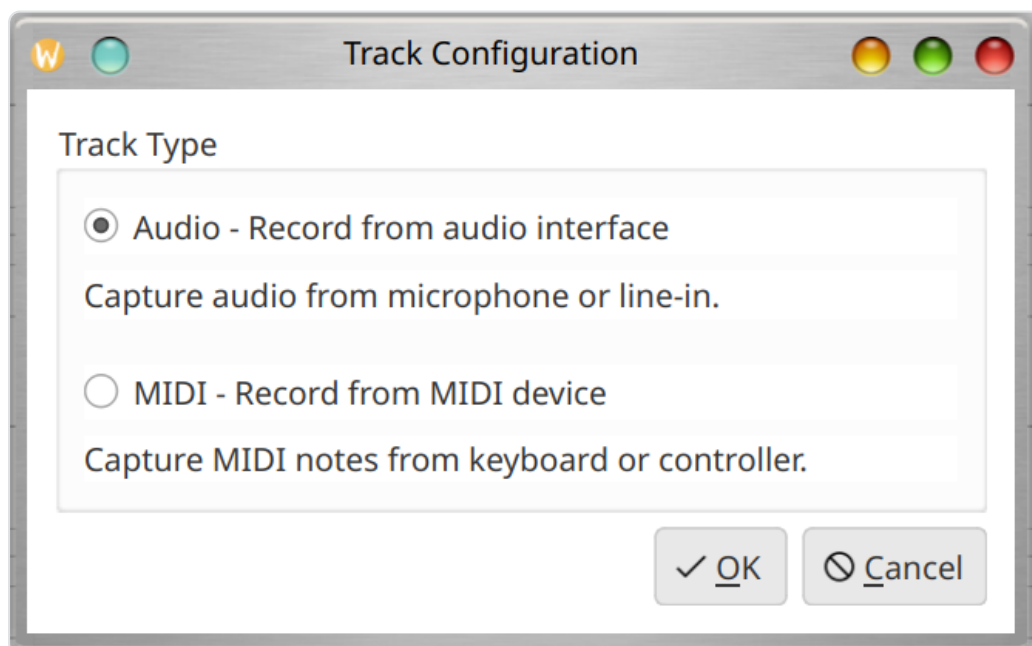 Track Configuration
Track Type
Audio - Record from audio interface
Capture audio from microphone or line-in.
MIDI - Record from MIDI device
Capture MIDI notes from keyboard or controller.
OK Cancel